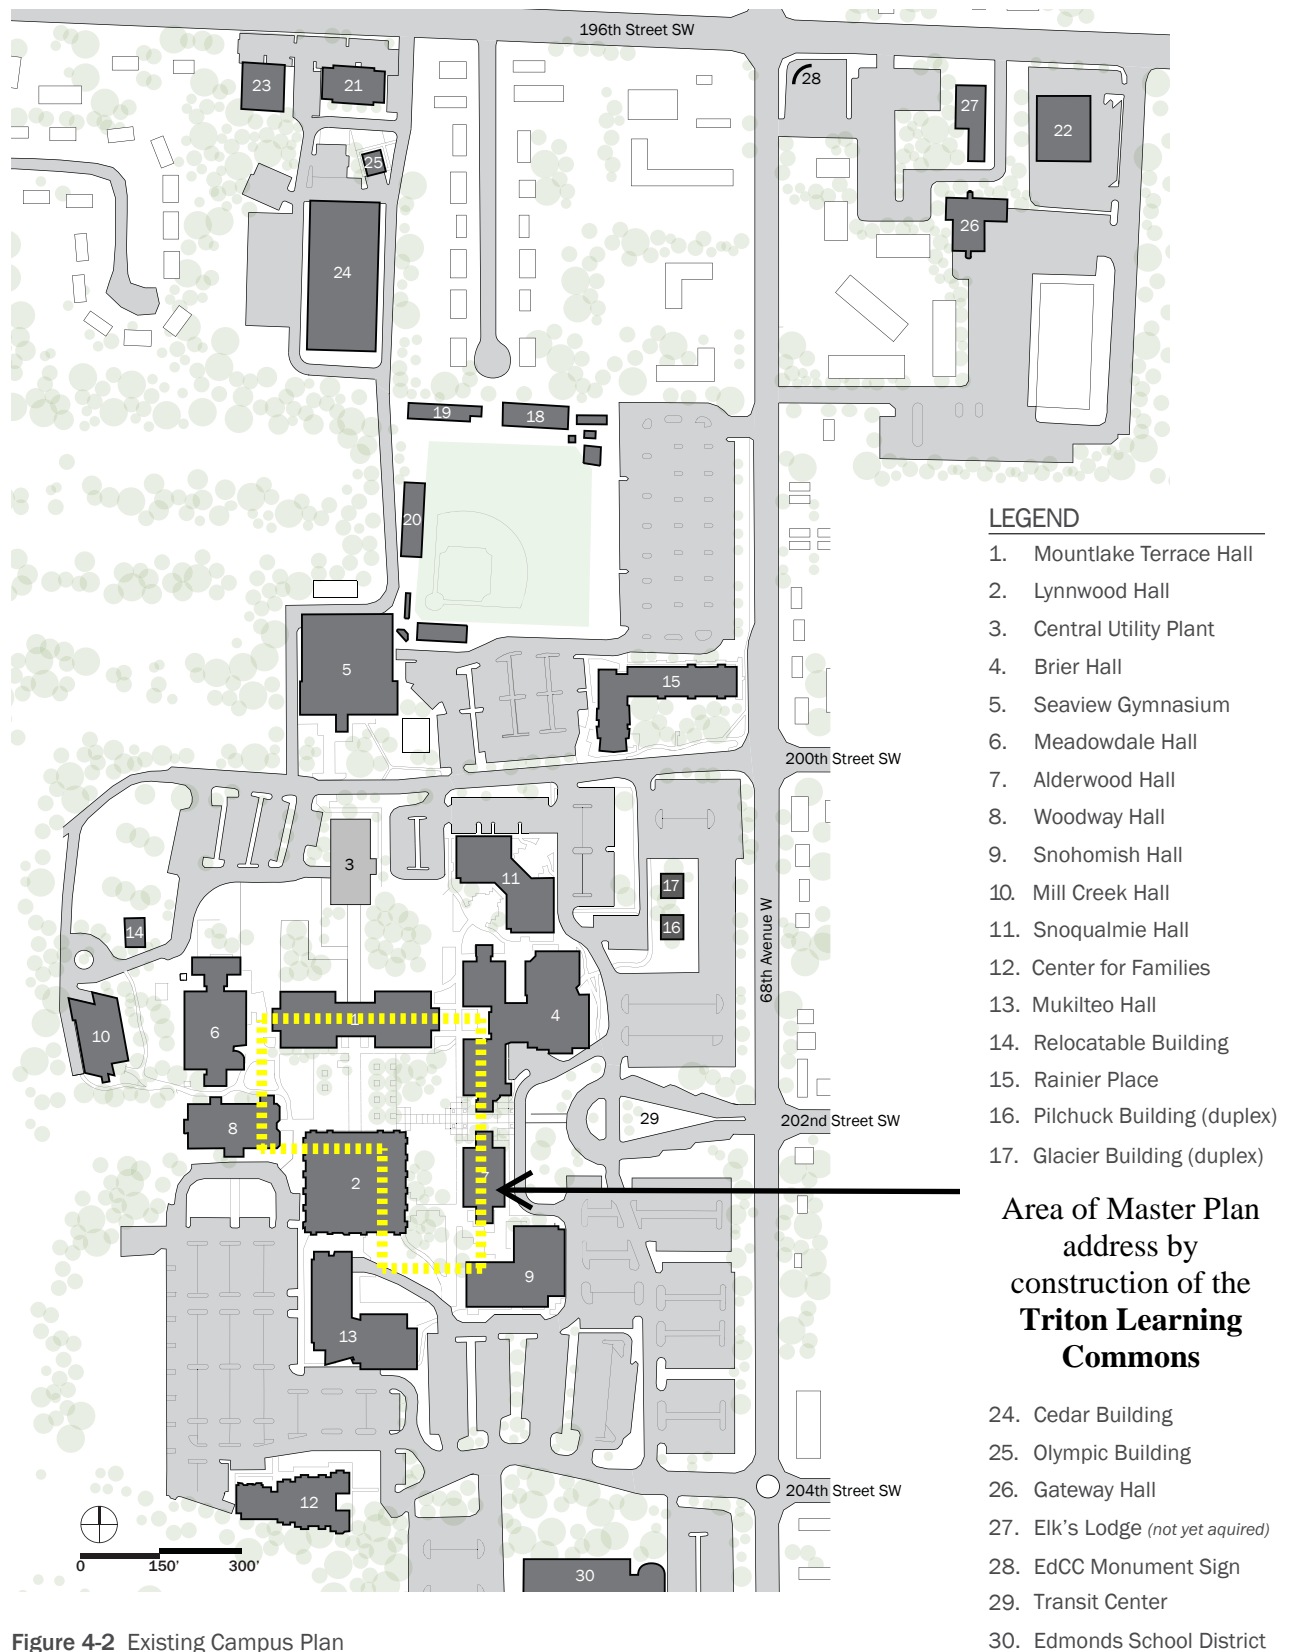 196th Street SW
23
21
28
27
22
25
26
24
19
18
20
5
15
200th Street SW
3
11
17
16
14
68th Avenue W
10
6
1
4
8
29
202nd Street SW
2
7
9
13
12
204th Street SW
30
0 150' 300'
LEGEND
1. Mountlake Terrace Hall
2. Lynnwood Hall
3. Central Utility Plant
4. Brier Hall
5. Seaview Gymnasium
6. Meadowdale Hall
7. Alderwood Hall
8. Woodway Hall
9. Snohomish Hall
10. Mill Creek Hall
11. Snoqualmie Hall
12. Center for Families
13. Mukilteo Hall
14. Relocatable Building
15. Rainier Place
16. Pilchuck Building (duplex)
17. Glacier Building (duplex)
Area of Master Plan
address by
construction of the
Triton Learning
Commons
24. Cedar Building
25. Olympic Building
26. Gateway Hall
27. Elk's Lodge (not yet aquired)
28. EdCC Monument Sign
29. Transit Center
30. Edmonds School District
Figure 4-2 Existing Campus Plan